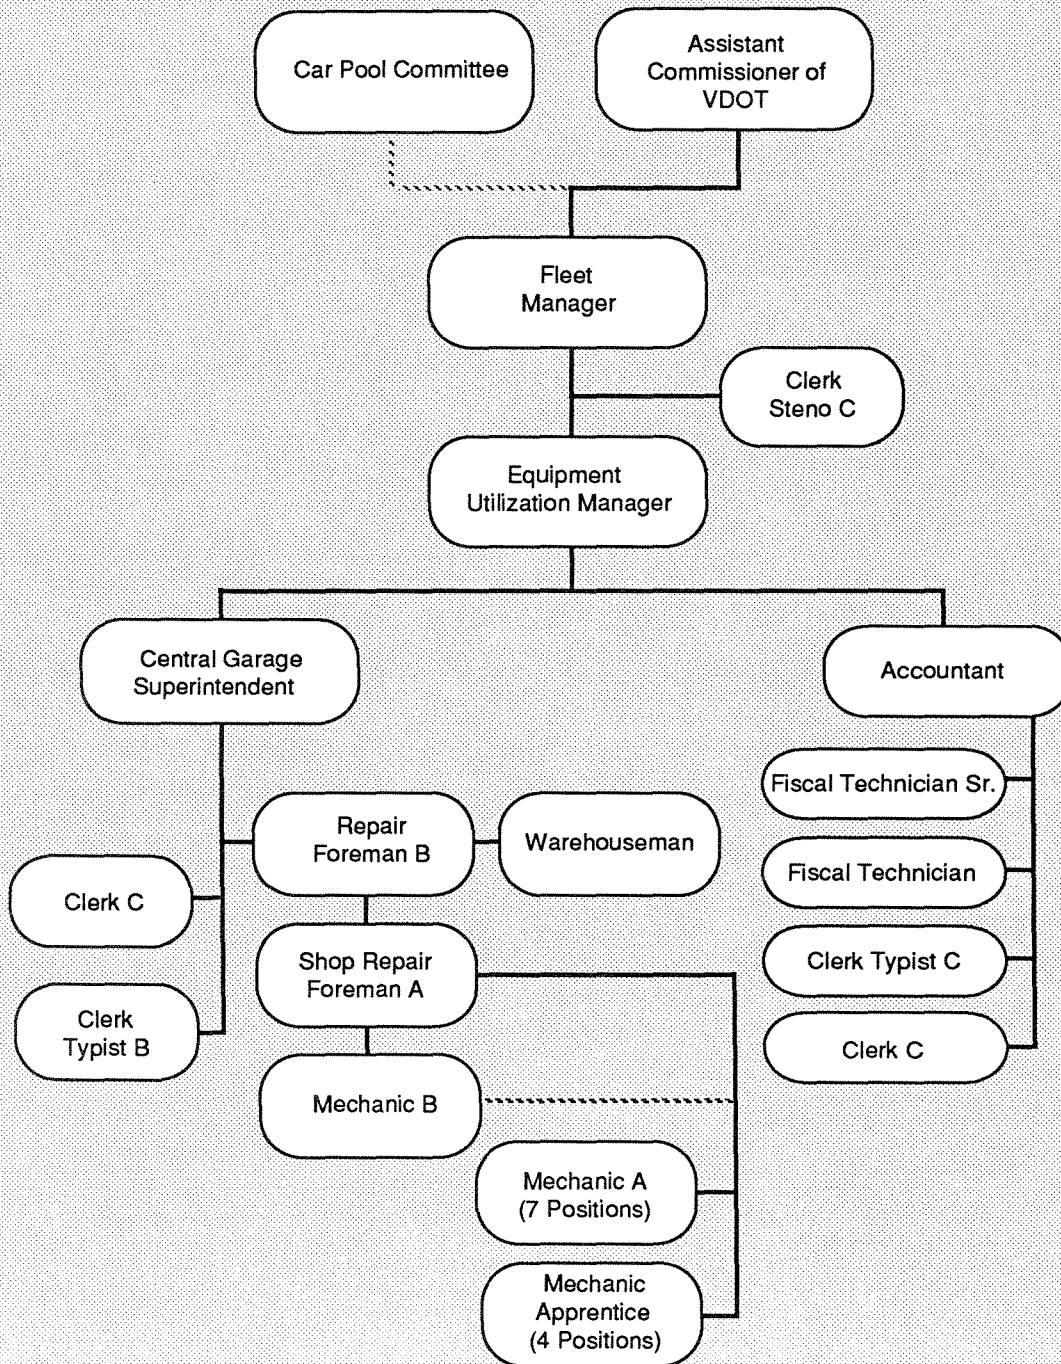 Car Pool Committee
Assistant
Commissioner of
VDOT
Fleet
Manager
Clerk
Steno C
Equipment
Utilization Manager
Central Garage
Superintendent
Accountant
Fiscal Technician Sr.
Repair
Foreman B
Warehouseman
Fiscal Technician
Clerk C
Shop Repair
Foreman A
Clerk Typist C
Clerk
Typist B
Clerk C
Mechanic B
Mechanic A
(7 Positions)
Mechanic
Apprentice
(4 Positions)